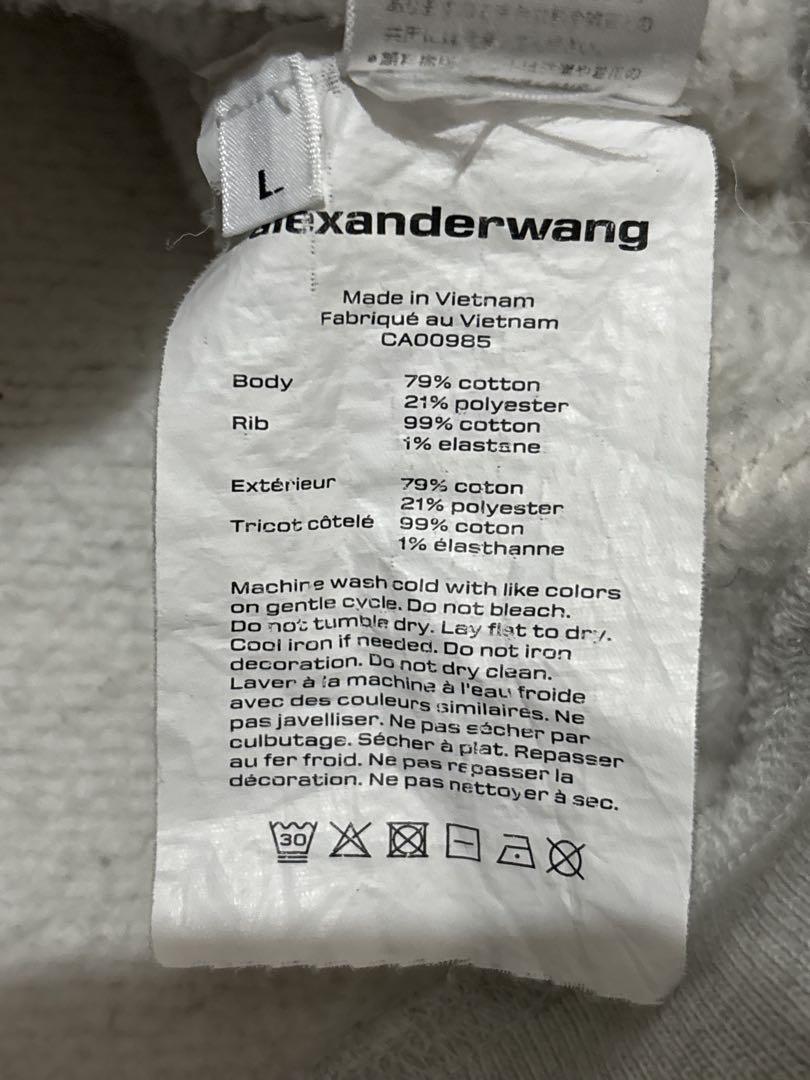 L
alexanderwang
Made in Vietnam
Fabriqué au Vietnam
CA00985
Body 79% cotton
21% polyester
Rib 99% cotton
1% elastane
Extérieur 79% coton
21% polyester
Tricot côtelé 99% coton
1% élasthanne
Machine wash cold with like colors
on gentle cycle. Do not bleach.
Do not tumble dry. Lay flat to dry.
Cool iron if needed. Do not iron
decoration. Do not dry clean.
Laver à la machine à l'eau froide
avec des couleurs similaires. Ne
pas javelliser. Ne pas sécher par
culbutage. Sécher à plat. Repasser
au fer froid. Ne pas repasser la
décoration. Ne pas nettoyer à sec.
30